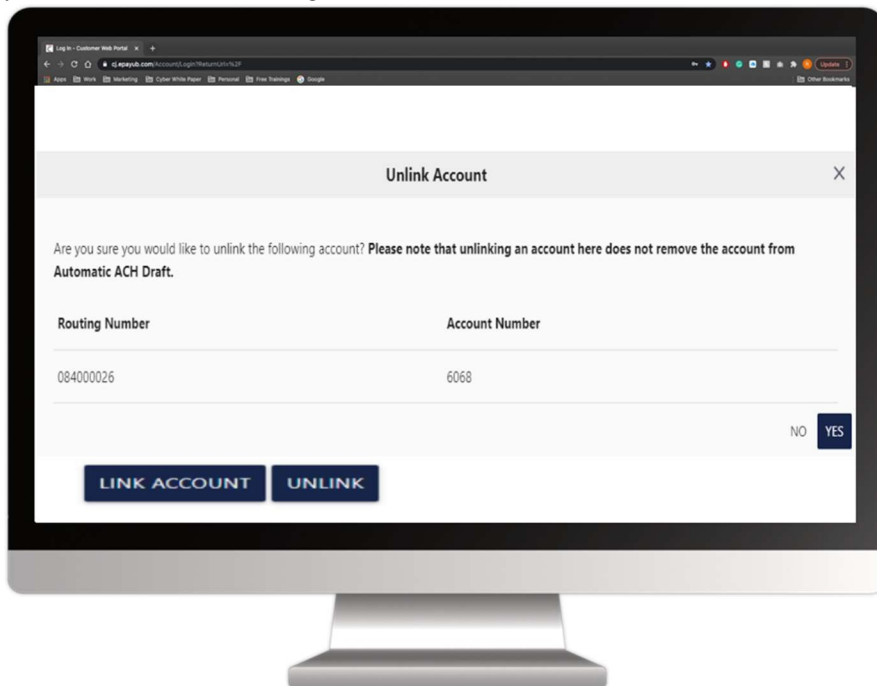 Log In - Customer Web Portal
cj.epayub.com/Account/Login?ReturnUrl=%2F
Update
Apps Work Marketing Cyber White Paper Personal Free Trainings Google Other Bookmarks
Unlink Account X
Are you sure you would like to unlink the following account? Please note that unlinking an account here does not remove the account from
Automatic ACH Draft.
Routing Number Account Number
084000026 6068
NO YES
LINK ACCOUNT UNLINK